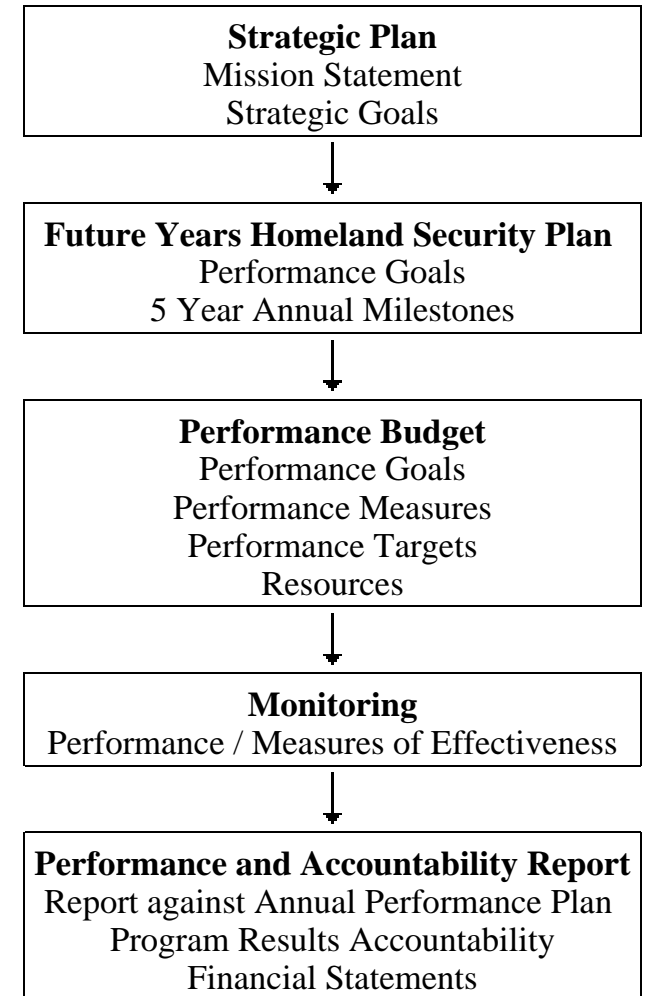 Strategic Plan
Mission Statement
Strategic Goals
Future Years Homeland Security Plan
Performance Goals
5 Year Annual Milestones
Performance Budget
Performance Goals
Performance Measures
Performance Targets
Resources
Monitoring
Performance / Measures of Effectiveness
Performance and Accountability Report
Report against Annual Performance Plan
Program Results Accountability
Financial Statements